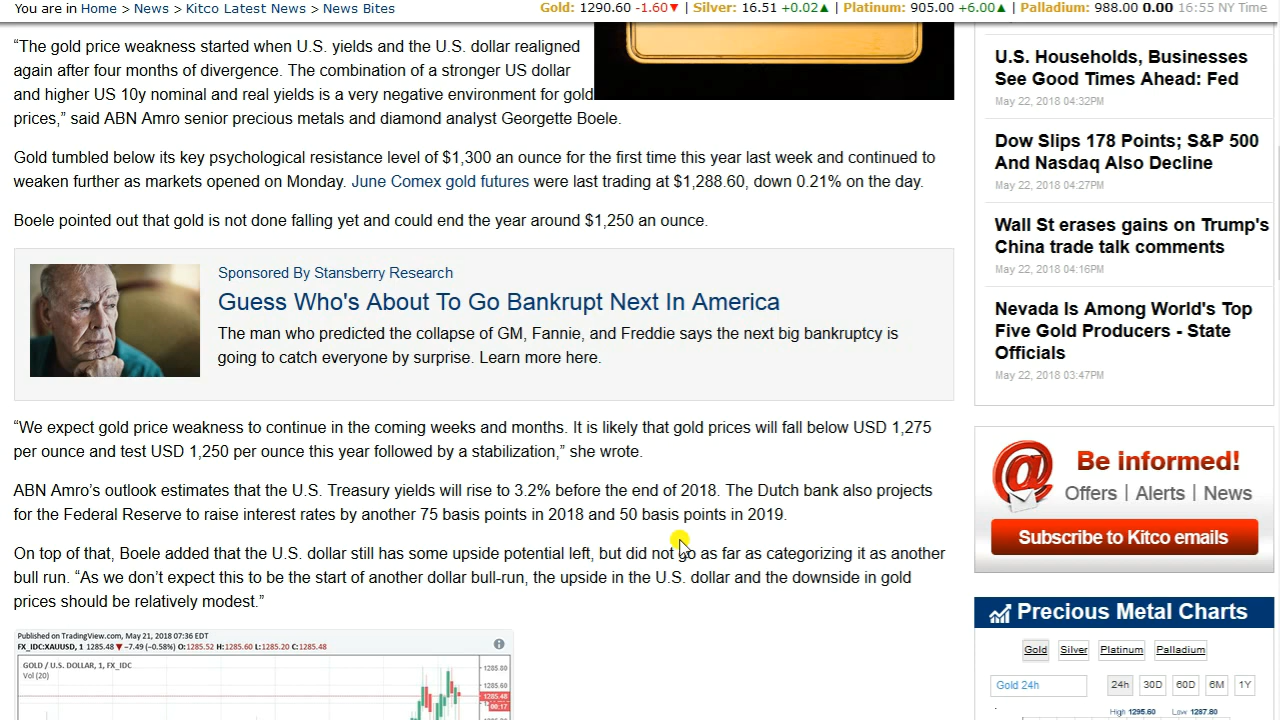 You are in Home > News > Kitco Latest News > News Bites
Gold: 1290.60 -1.60▼ | Silver: 16.51 +0.02▲ | Platinum: 905.00 +6.00▲ | Palladium: 988.00 0.00 16:55 NY Time
“The gold price weakness started when U.S. yields and the U.S. dollar realigned
again after four months of divergence. The combination of a stronger US dollar
and higher US 10y nominal and real yields is a very negative environment for gold
prices,” said ABN Amro senior precious metals and diamond analyst Georgette Boele.
Gold tumbled below its key psychological resistance level of $1,300 an ounce for the first time this year last week and continued to
weaken further as markets opened on Monday. June Comex gold futures were last trading at $1,288.60, down 0.21% on the day.
Boele pointed out that gold is not done falling yet and could end the year around $1,250 an ounce.
Sponsored By Stansberry Research
Guess Who's About To Go Bankrupt Next In America
The man who predicted the collapse of GM, Fannie, and Freddie says the next big bankruptcy is
going to catch everyone by surprise. Learn more here.
“We expect gold price weakness to continue in the coming weeks and months. It is likely that gold prices will fall below USD 1,275
per ounce and test USD 1,250 per ounce this year followed by a stabilization,” she wrote.
ABN Amro’s outlook estimates that the U.S. Treasury yields will rise to 3.2% before the end of 2018. The Dutch bank also projects
for the Federal Reserve to raise interest rates by another 75 basis points in 2018 and 50 basis points in 2019.
On top of that, Boele added that the U.S. dollar still has some upside potential left, but did not go as far as categorizing it as another
bull run. “As we don’t expect this to be the start of another dollar bull-run, the upside in the U.S. dollar and the downside in gold
prices should be relatively modest.”
Published on TradingView.com, May 21, 2018 07:36 EDT
FX_IDC:XAUUSD, 1 1285.48 ▼ −7.49 (−0.58%) O:1285.52 H:1285.60 L:1285.20 C:1285.48
GOLD / U.S. DOLLAR, 1, FX_IDC
Vol (20)
1285.80
1285.60
1285.48
00:17
U.S. Households, Businesses
See Good Times Ahead: Fed
May 22, 2018 04:32PM
Dow Slips 178 Points; S&P 500
And Nasdaq Also Decline
May 22, 2018 04:27PM
Wall St erases gains on Trump's
China trade talk comments
May 22, 2018 04:16PM
Nevada Is Among World's Top
Five Gold Producers - State
Officials
May 22, 2018 03:47PM
@
Be informed!
Offers | Alerts | News
Subscribe to Kitco emails
Precious Metal Charts
Gold Silver Platinum Palladium
Gold 24h
24h 30D 60D 6M 1Y
High 1295.60 Low 1287.80